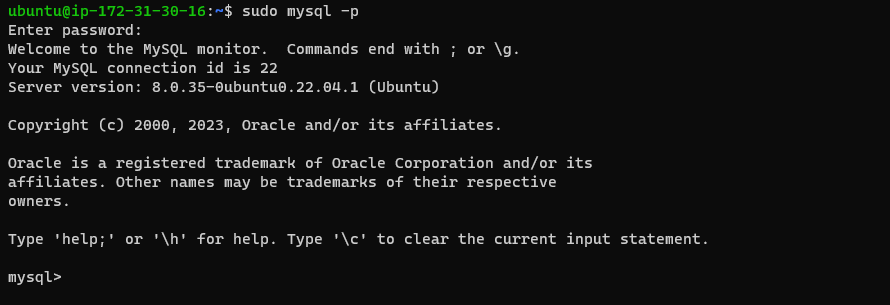 ubuntu@ip-172-31-30-16:~$ sudo mysql -p
Enter password:
Welcome to the MySQL monitor.  Commands end with ; or \g.
Your MySQL connection id is 22
Server version: 8.0.35-0ubuntu0.22.04.1 (Ubuntu)
Copyright (c) 2000, 2023, Oracle and/or its affiliates.
Oracle is a registered trademark of Oracle Corporation and/or its
affiliates. Other names may be trademarks of their respective
owners.
Type 'help;' or '\h' for help. Type '\c' to clear the current input statement.
mysql>